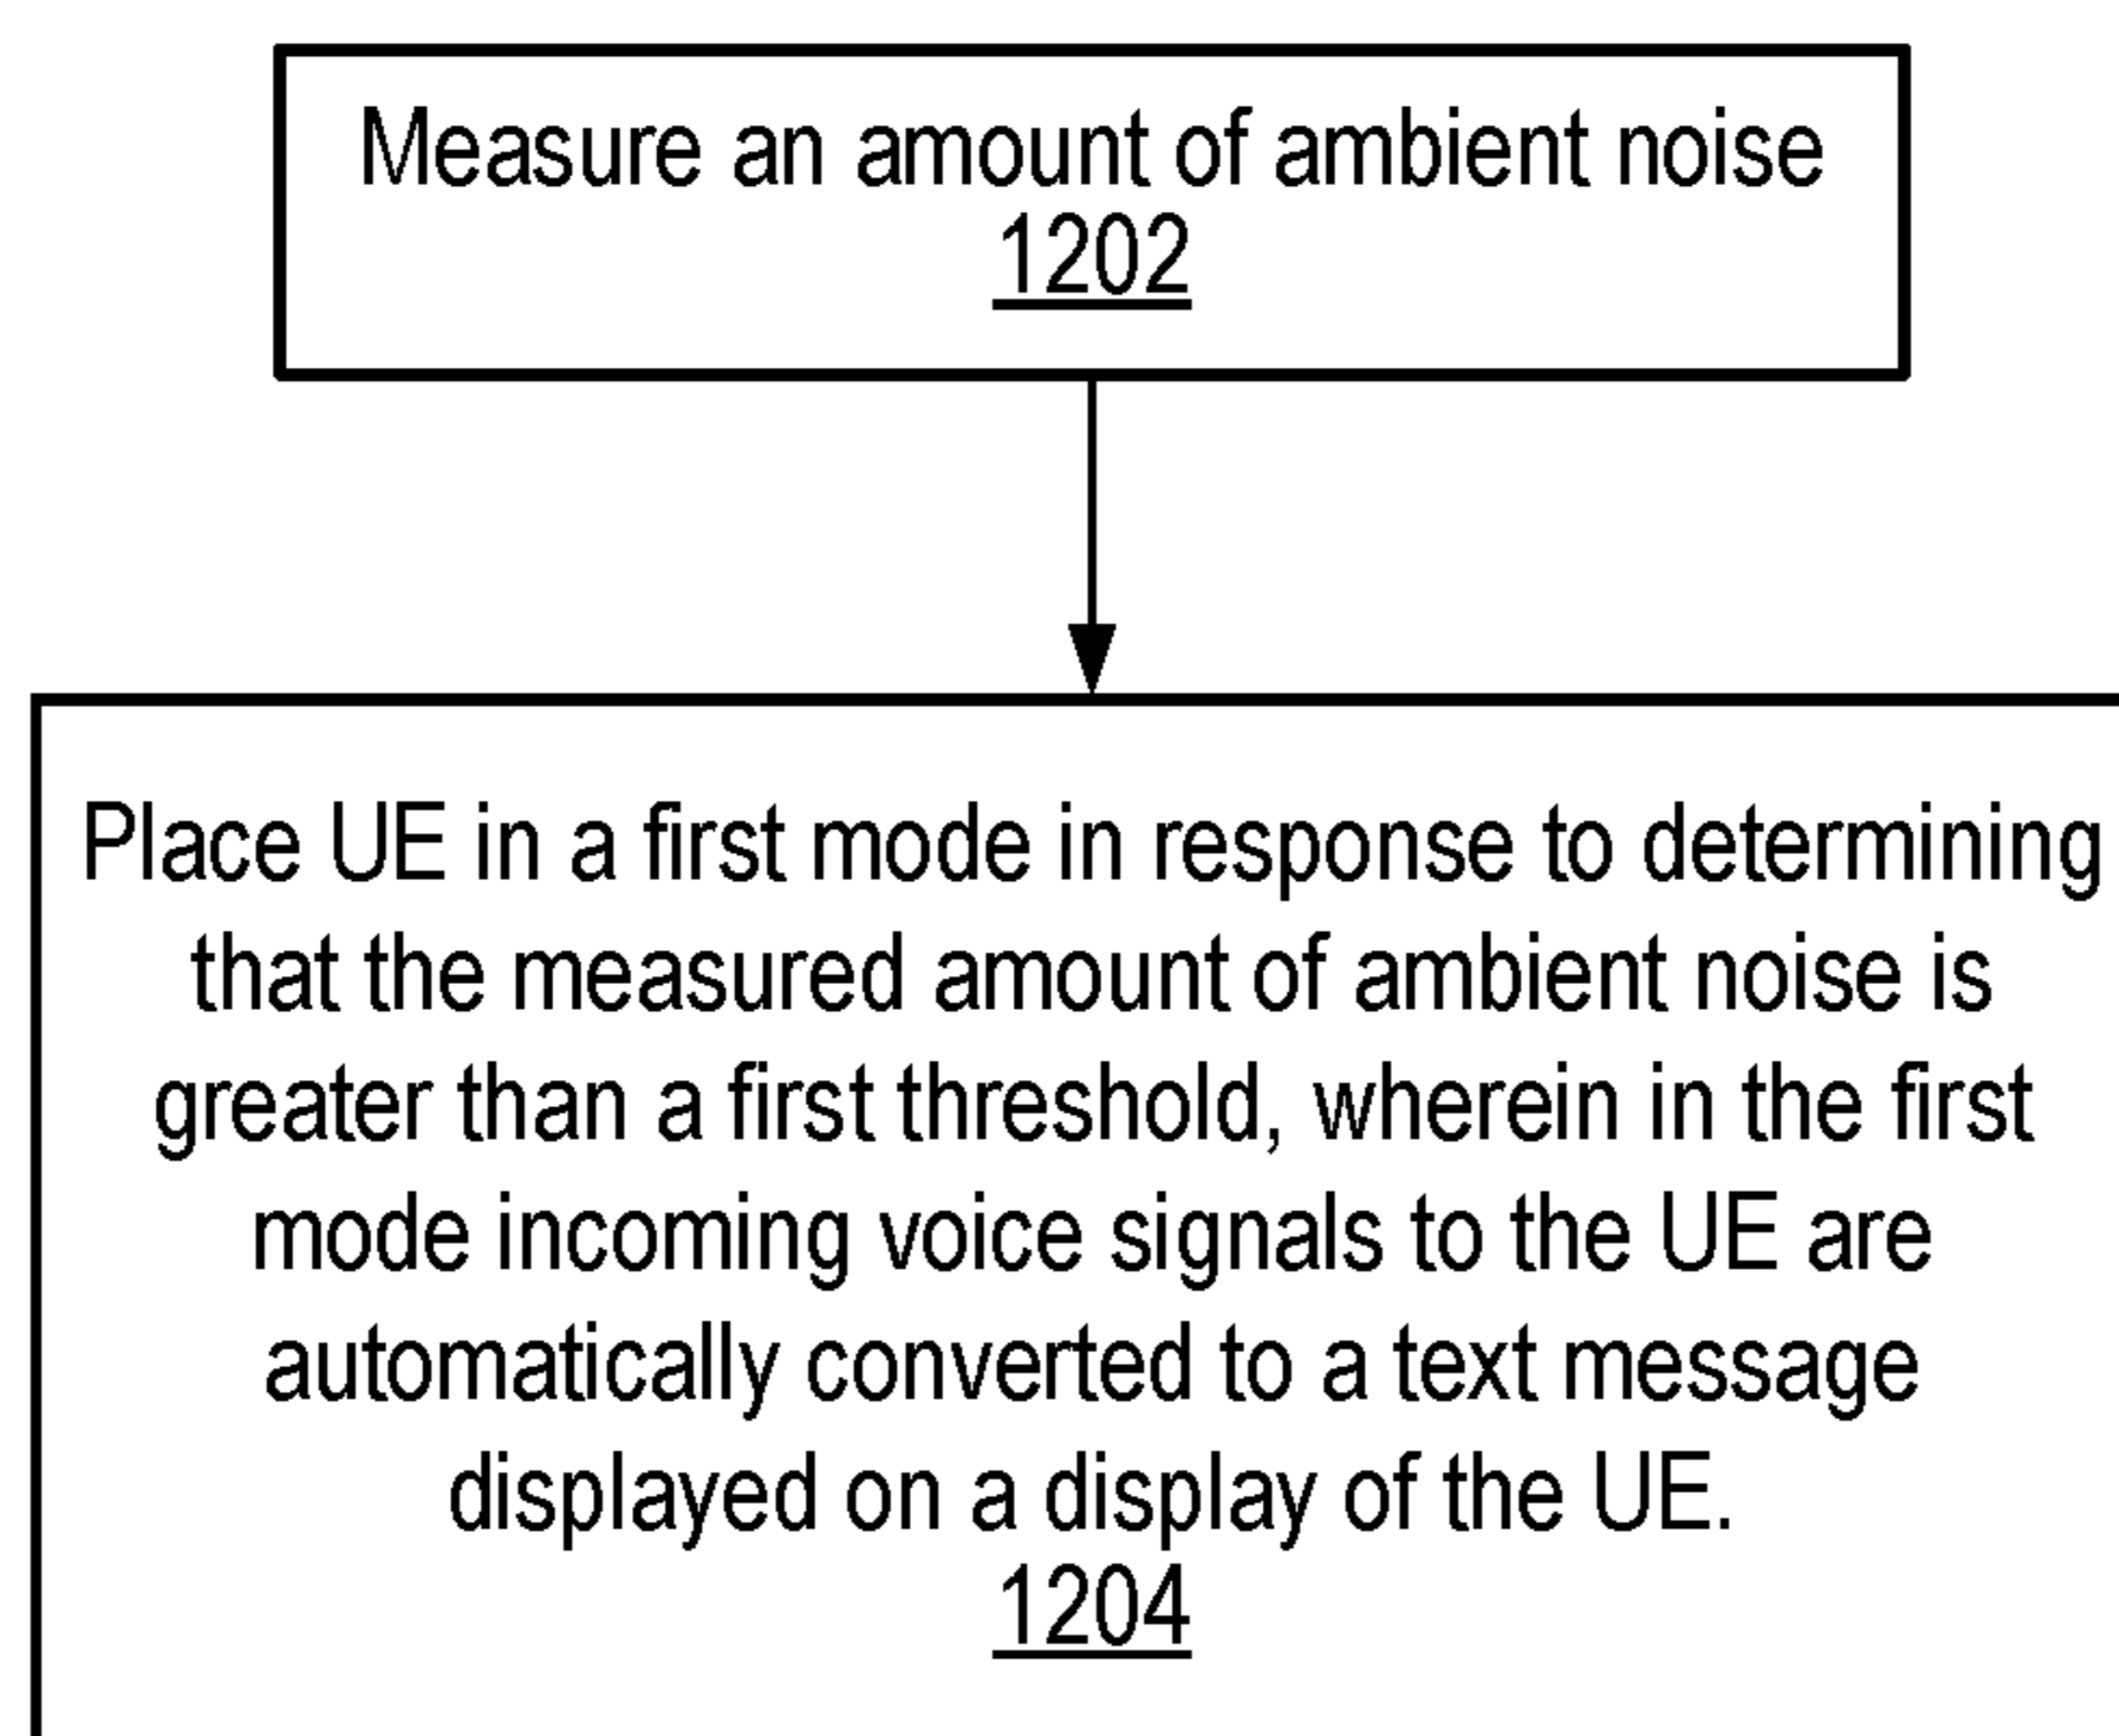 Measure an amount of ambient noise
1202
Place UE in a first mode in response to determining
that the measured amount of ambient noise is
greater than a first threshold, wherein in the first
mode incoming voice signals to the UE are
automatically converted to a text message
displayed on a display of the UE.
1204